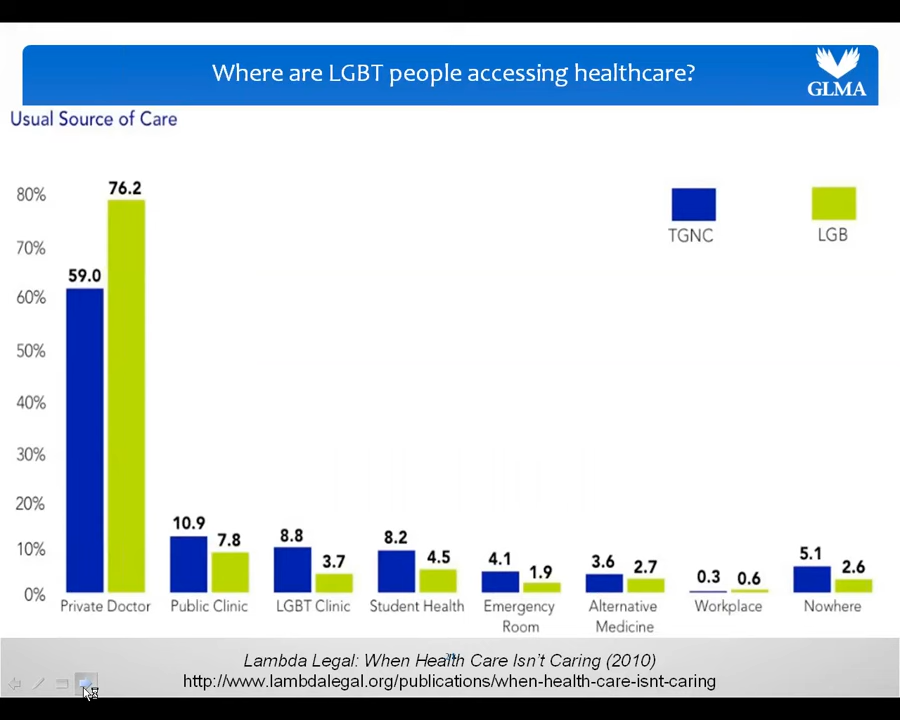 Where are LGBT people accessing healthcare?
GLMA
Usual Source of Care
80%
70%
60%
50%
40%
30%
20%
10%
0%
TGNC
LGB
59.0
76.2
10.9
7.8
8.8
3.7
8.2
4.5
4.1
1.9
3.6
2.7
0.3
0.6
5.1
2.6
Private Doctor
Public Clinic
LGBT Clinic
Student Health
Emergency
Room
Alternative
Medicine
Workplace
Nowhere
Lambda Legal: When Health Care Isn't Caring (2010)
http://www.lambdalegal.org/publications/when-health-care-isnt-caring